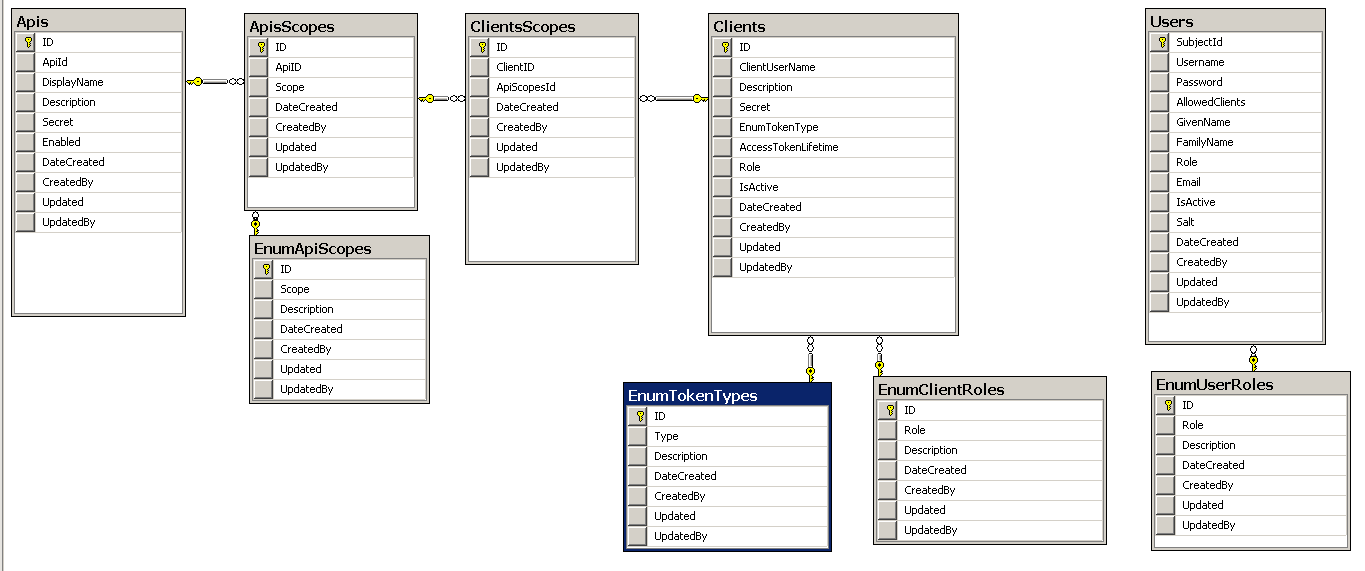 Apis
ID
ApiId
DisplayName
Description
Secret
Enabled
DateCreated
CreatedBy
Updated
UpdatedBy
ApisScopes
ID
ApiID
Scope
DateCreated
CreatedBy
Updated
UpdatedBy
ClientsScopes
ID
ClientID
ApiScopesId
DateCreated
CreatedBy
Updated
UpdatedBy
Clients
ID
ClientUserName
Description
Secret
EnumTokenType
AccessTokenLifetime
Role
IsActive
DateCreated
CreatedBy
Updated
UpdatedBy
Users
SubjectId
Username
Password
AllowedClients
GivenName
FamilyName
Role
Email
IsActive
Salt
DateCreated
CreatedBy
Updated
UpdatedBy
EnumApiScopes
ID
Scope
Description
DateCreated
CreatedBy
Updated
UpdatedBy
EnumTokenTypes
ID
Type
Description
DateCreated
CreatedBy
Updated
UpdatedBy
EnumClientRoles
ID
Role
Description
DateCreated
CreatedBy
Updated
UpdatedBy
EnumUserRoles
ID
Role
Description
DateCreated
CreatedBy
Updated
UpdatedBy